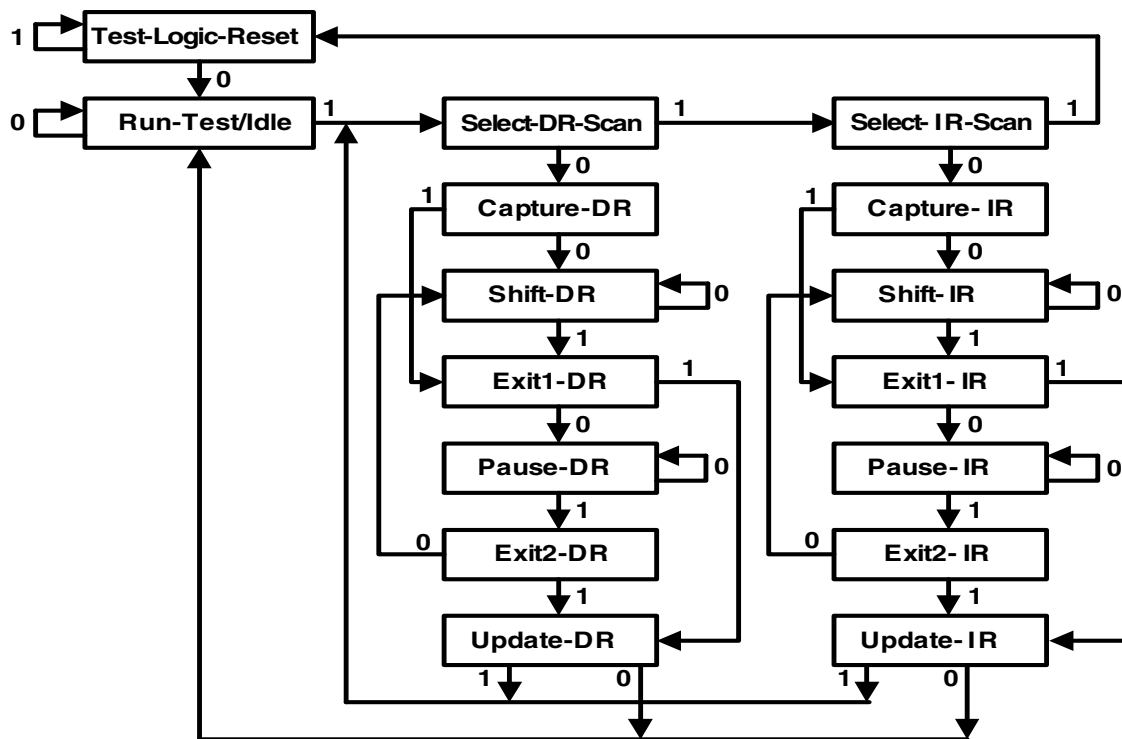 1 Test-Logic-Reset
0
0 Run-Test/Idle 1 Select-DR-Scan 1 Select- IR-Scan 1
0 0
1 Capture-DR 1 Capture- IR
0 0
Shift-DR 0 Shift- IR 0
1 1
Exit1-DR 1 Exit1- IR 1
0 0
Pause-DR 0 Pause- IR 0
1 1
0 Exit2-DR 0 Exit2- IR
1 1
Update-DR Update- IR
1 0 1 0